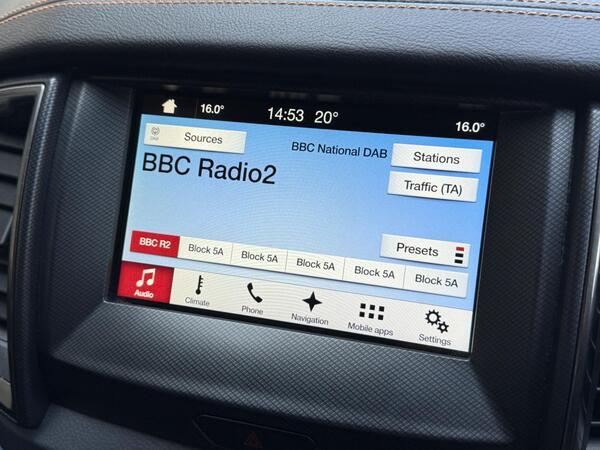 16.0° 14:53 20° 16.0°
DAB Sources BBC National DAB Stations
BBC Radio2
Traffic (TA)
Presets
BBC R2 Block 5A Block 5A Block 5A Block 5A Block 5A
Audio Climate Phone Navigation Mobile apps Settings